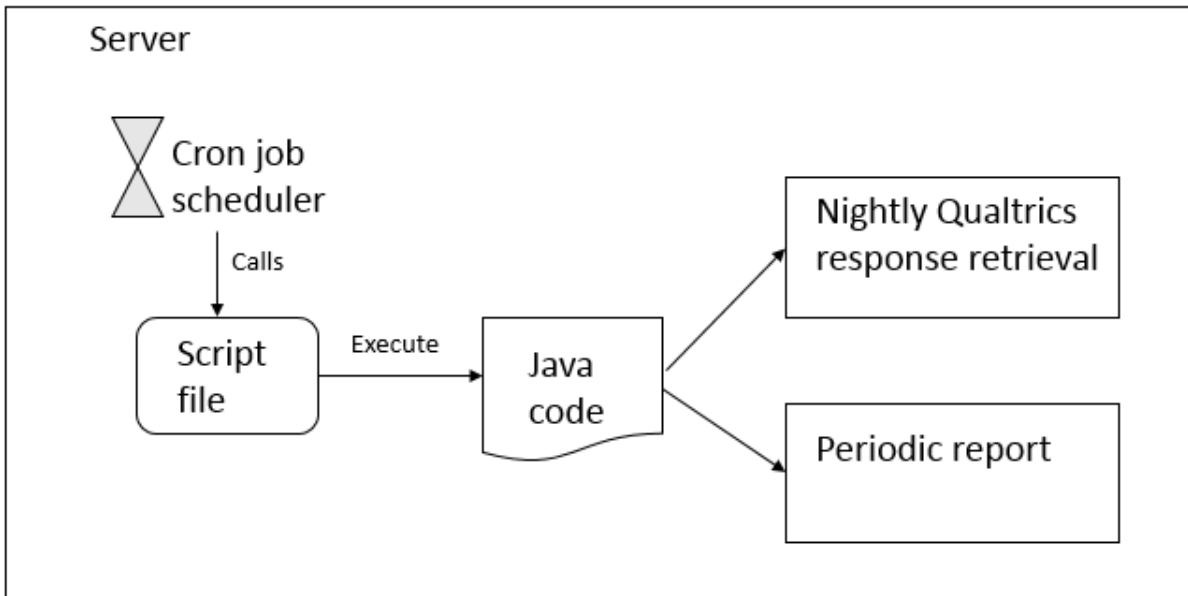 Server
Cron job
scheduler
Calls
Script
file
Execute
Java
code
Nightly Qualtrics
response retrieval
Periodic report